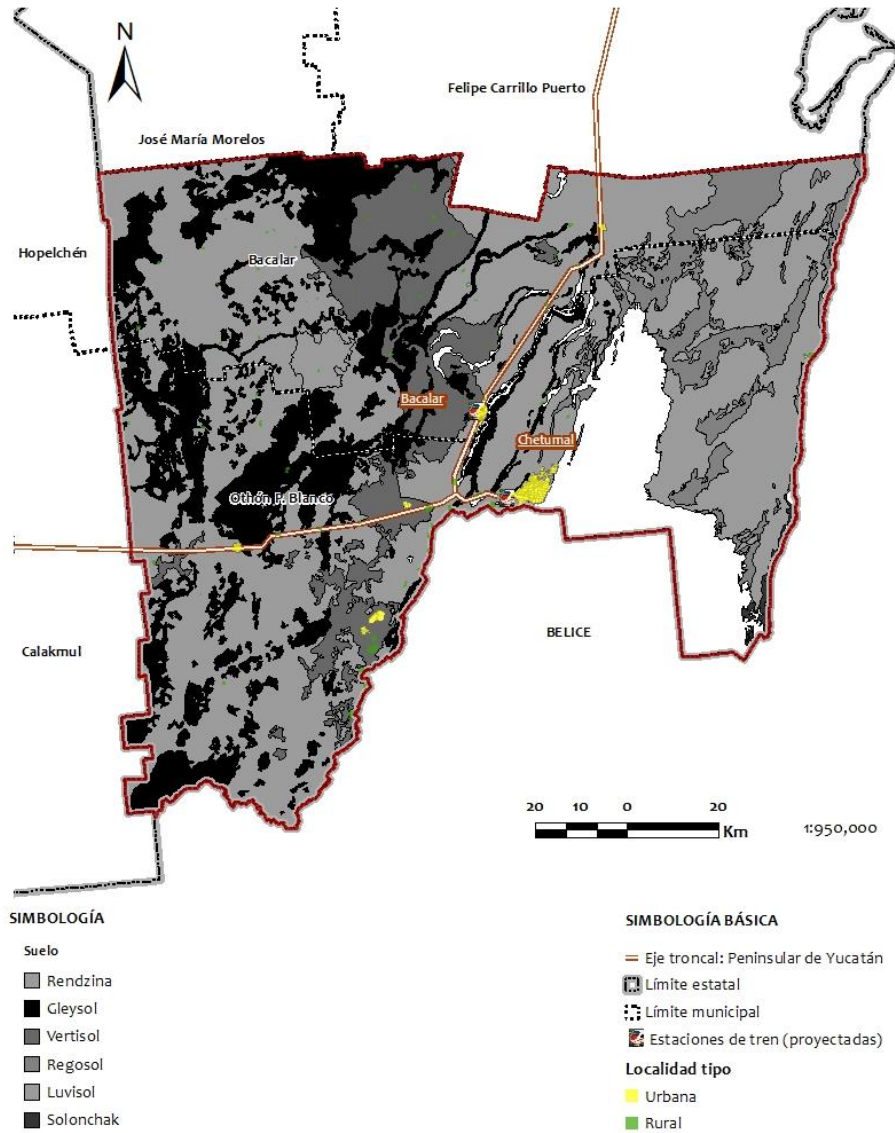 N
Felipe Carrillo Puerto
José María Morelos
Hopelchén
Bacalar
Bacalar
Chetumal
Othón P. Blanco
Calakmul
BELICE
20 10 0 20
Km
1:950,000
SIMBOLOGÍA
Suelo
Rendzina
Gleysol
Vertisol
Regosol
Luvisol
Solonchak
SIMBOLOGÍA BÁSICA
Eje troncal: Peninsular de Yucatán
Límite estatal
Límite municipal
Estaciones de tren (proyectadas)
Localidad tipo
Urbana
Rural